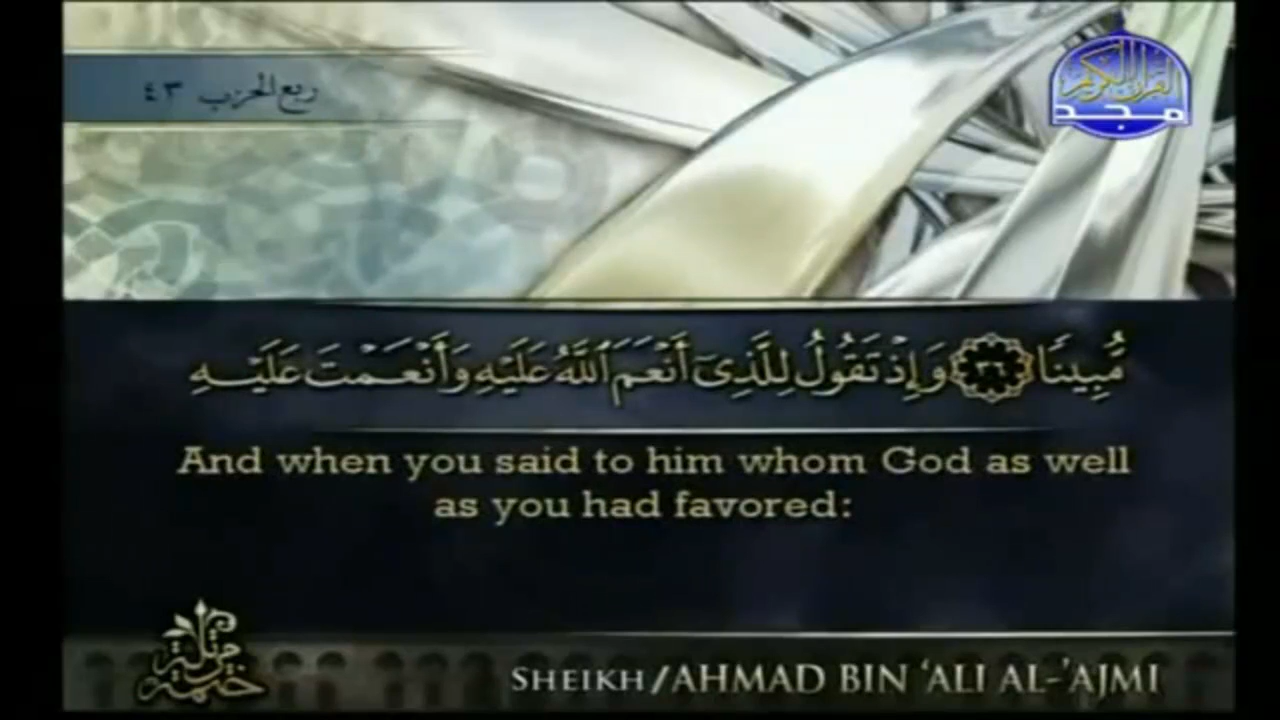 ربع الحزب ٤٣
القرآن الكريم
مجد
مُّبِينًا ٣٦ وَإِذْ تَقُولُ لِلَّذِىٓ أَنْعَمَ ٱللَّهُ عَلَيْهِ وَأَنْعَمْتَ عَلَيْهِ
And when you said to him whom God as well
as you had favored:
ختمة مرتلة
SHEIKH/AHMAD BIN ‘ALI AL-’AJMI